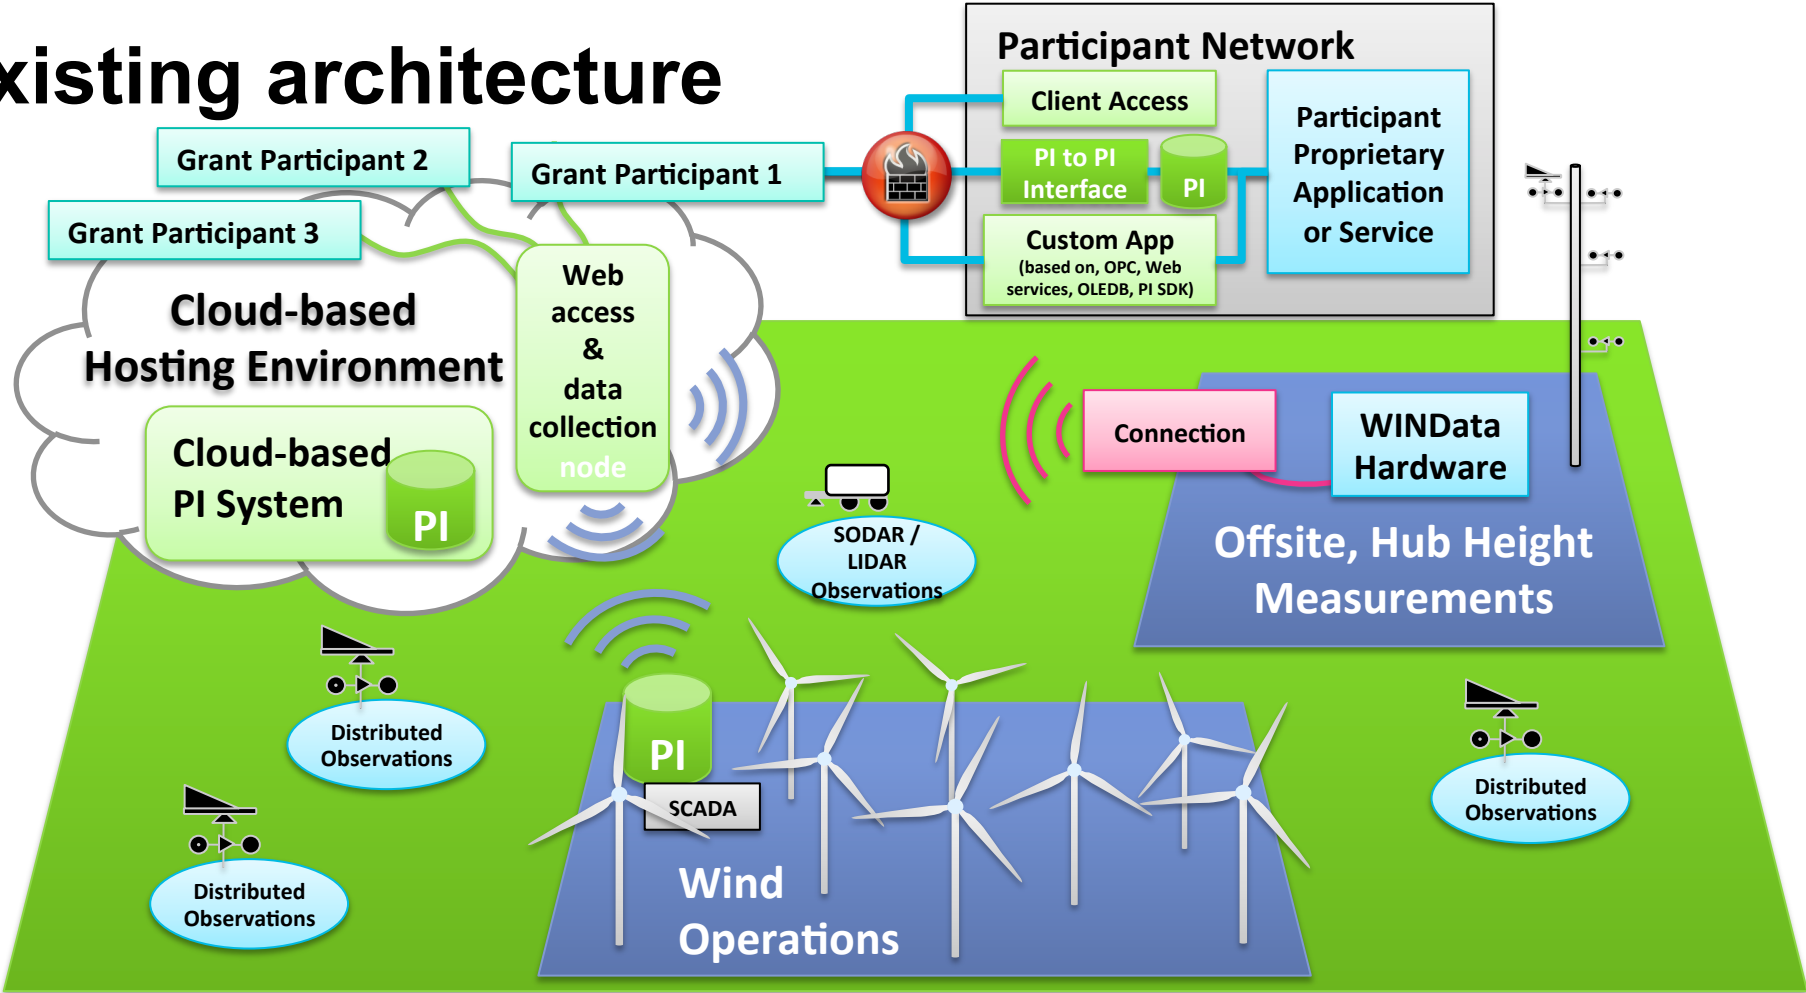 xisting architecture
Participant Network
Client Access
PI to PI
Interface
PI
Custom App
(based on, OPC, Web
services, OLEDB, PI SDK)
Participant
Proprietary
Application
or Service
Grant Participant 2
Grant Participant 1
Grant Participant 3
Cloud-based
Hosting Environment
Web
access
&
data
collection
node
Cloud-based
PI System
PI
Connection
WINData
Hardware
Offsite, Hub Height
Measurements
SODAR /
LIDAR
Observations
Distributed
Observations
Distributed
Observations
PI
SCADA
Wind
Operations
Distributed
Observations